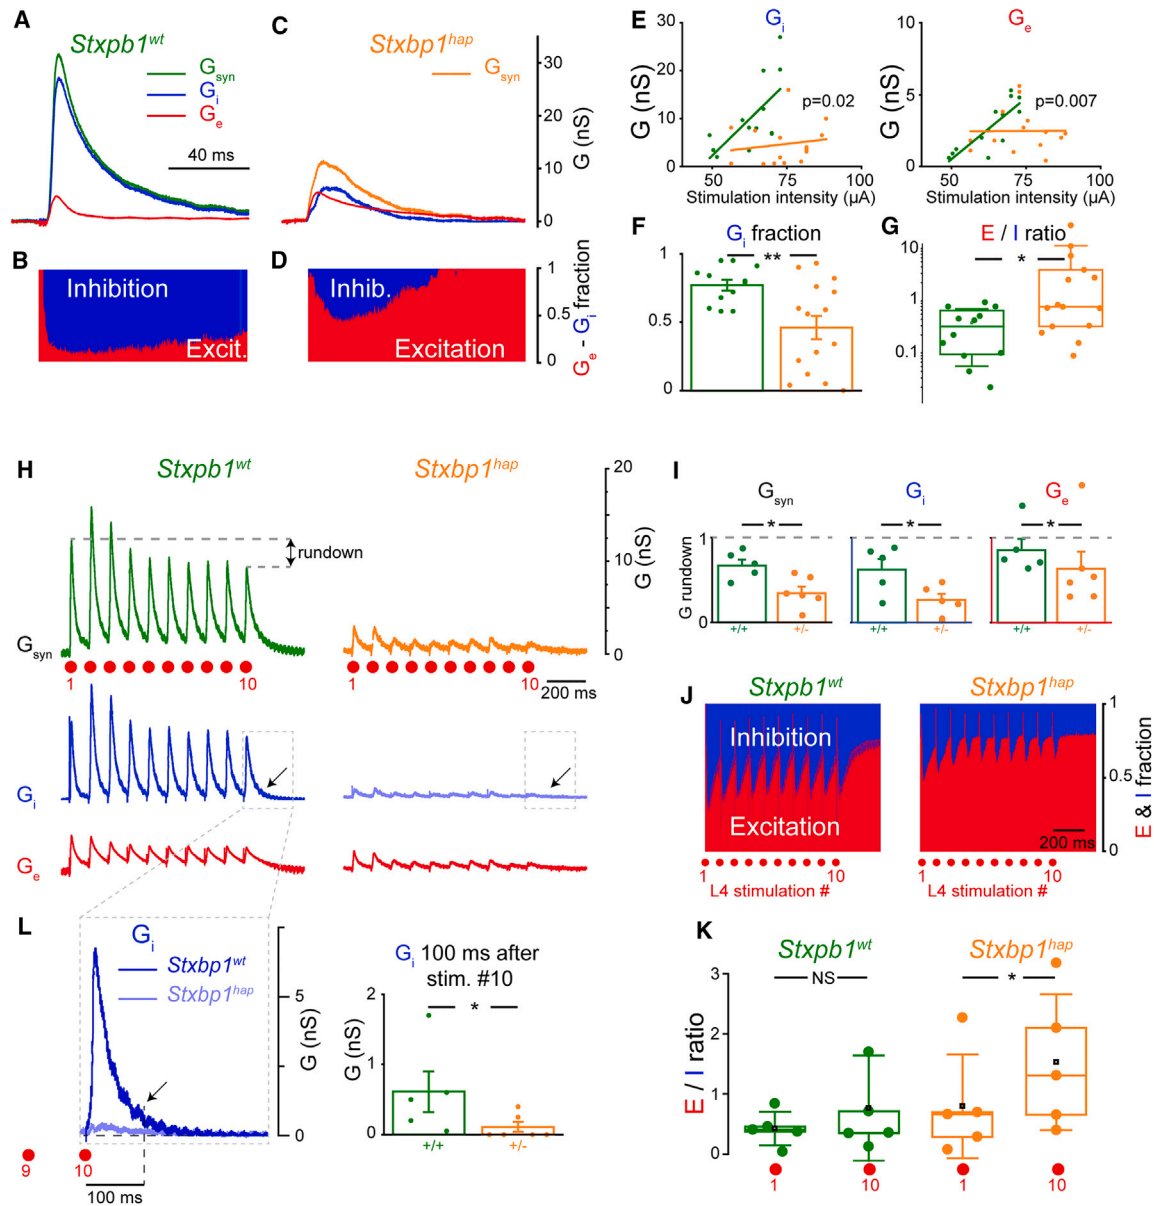 A
Stxpb1wt
Gsyn
Gi
Ge
40 ms
C
Stxbp1hap
Gsyn
30
20
10
0
G (nS)
B
Inhibition
Excit.
D
Inhib.
Excitation
1
0.5
0
Ge - Gi fraction
E
Gi
30
20
10
0
G (nS)
p=0.02
50
75
100
Stimulation intensity (µA)
Ge
10
5
0
G (nS)
p=0.007
50
75
100
Stimulation intensity (µA)
F
Gi fraction
**
1
0.5
0
G
E / I ratio
*
10
1
0.1
H
Stxpb1wt
Stxbp1hap
rundown
20
10
0
G (nS)
Gsyn
1
10
1
10
200 ms
Gi
Ge
I
Gsyn
Gi
Ge
*
*
*
1
0
G rundown
+/+
+/-
+/+
+/-
+/+
+/-
J
Stxpb1wt
Stxbp1hap
Inhibition
Excitation
1
0.5
0
E & I fraction
200 ms
1
10
1
10
L4 stimulation #
L4 stimulation #
L
Gi
Stxbp1wt
Stxbp1hap
5
0
G (nS)
9
10
100 ms
Gi 100 ms after
stim. #10
*
2
1
0
G (nS)
+/+
+/-
K
Stxpb1wt
Stxbp1hap
NS
*
3
2
1
0
E / I ratio
1
10
1
10